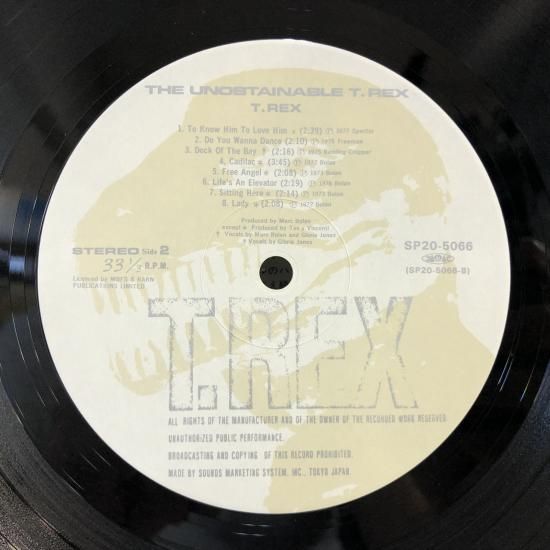 THE UNOBTAINABLE T. REX
T. REX
1. To Know Him To Love Him * (2:29) Ⓟ 1977 Spector
2. Do You Wanna Dance (2:10) Ⓟ 1975 Freeman
3. Dock Of The Bay † (2:16) Ⓟ 1975 Redding Cropper
4. Cadilac * (3:45) Ⓟ 1972 Bolan
5. Free Angel * (2:08) Ⓟ 1973 Bolan
6. Life's An Elevator (2:19) Ⓟ 1976 Bolan
7. Sitting Here * (2:14) Ⓟ 1973 Bolan
8. Lady * (2:08) Ⓟ 1972 Bolan
Produced by Marc Bolan
except * Produced by Tony Visconti
* Vocals by Marc Bolan and Gloria Jones
† Vocals by Gloria Jones
STEREO Side 2
33 1/3 R.P.M.
Licenced by
PUBLICATIONS LIMITED
SP20-5066
(SP20-5066-B)
T.REX
ALL RIGHTS OF THE MANUFACTURER AND OF THE OWNER OF THE RECORDED WORK RESERVED
UNAUTHORIZED PUBLIC PERFORMANCE.
BROADCASTING AND COPYING OF THIS RECORD PROHIBITED.
MADE BY SOUNDS MARKETING SYSTEM, INC., TOKYO JAPAN.